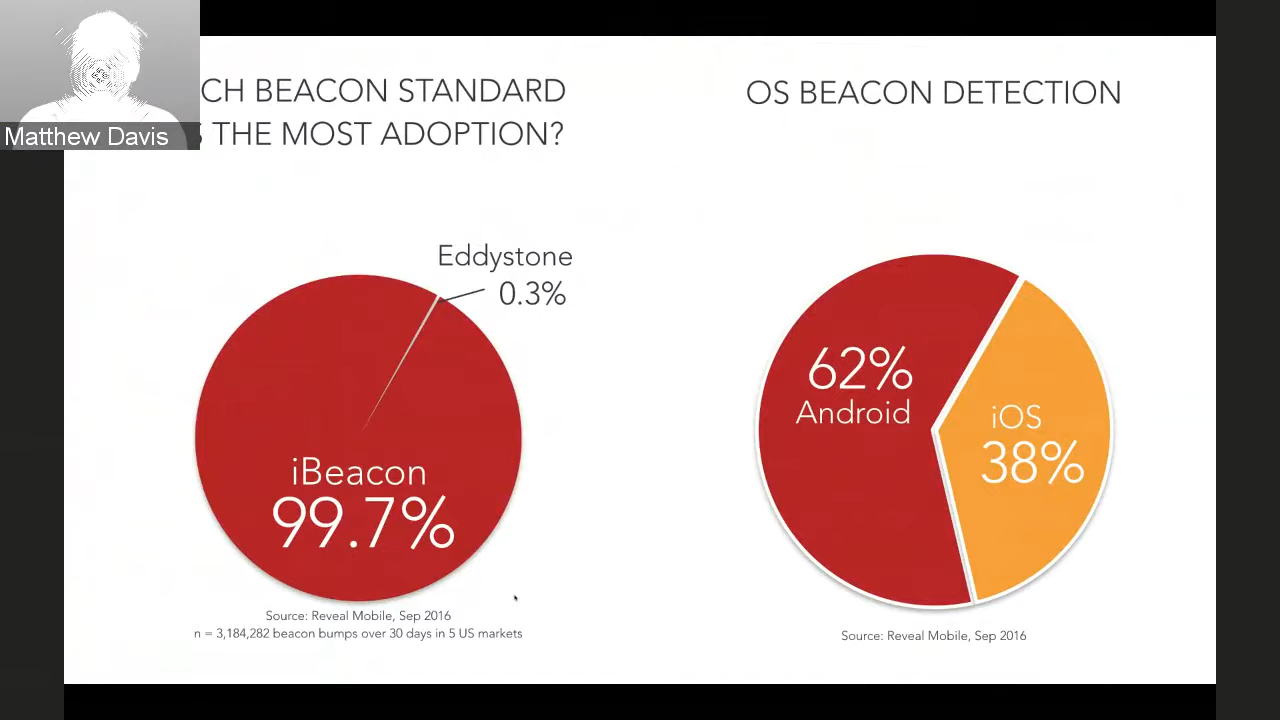 Matthew Davis
CH BEACON STANDARD
THE MOST ADOPTION?
Eddystone
0.3%
iBeacon
99.7%
Source: Reveal Mobile, Sep 2016
n = 3,184,282 beacon bumps over 30 days in 5 US markets
OS BEACON DETECTION
62%
Android
iOS
38%
Source: Reveal Mobile, Sep 2016